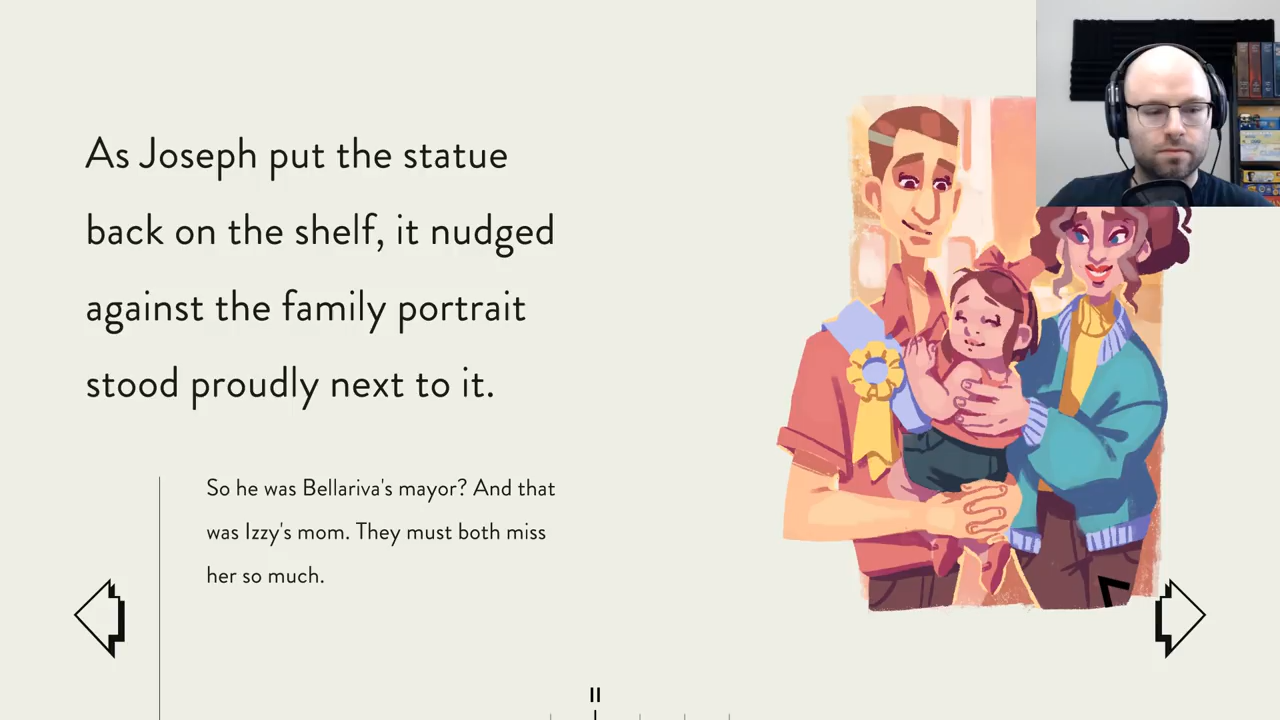 As Joseph put the statue
back on the shelf, it nudged
against the family portrait
stood proudly next to it.
So he was Bellariva's mayor? And that
was Izzy's mom. They must both miss
her so much.
II